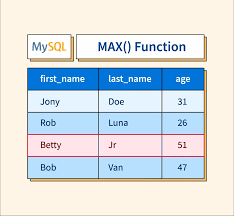 MySQL MAX() Function
first_name last_name age
Jony Doe 31
Rob Luna 26
Betty Jr 51
Bob Van 47